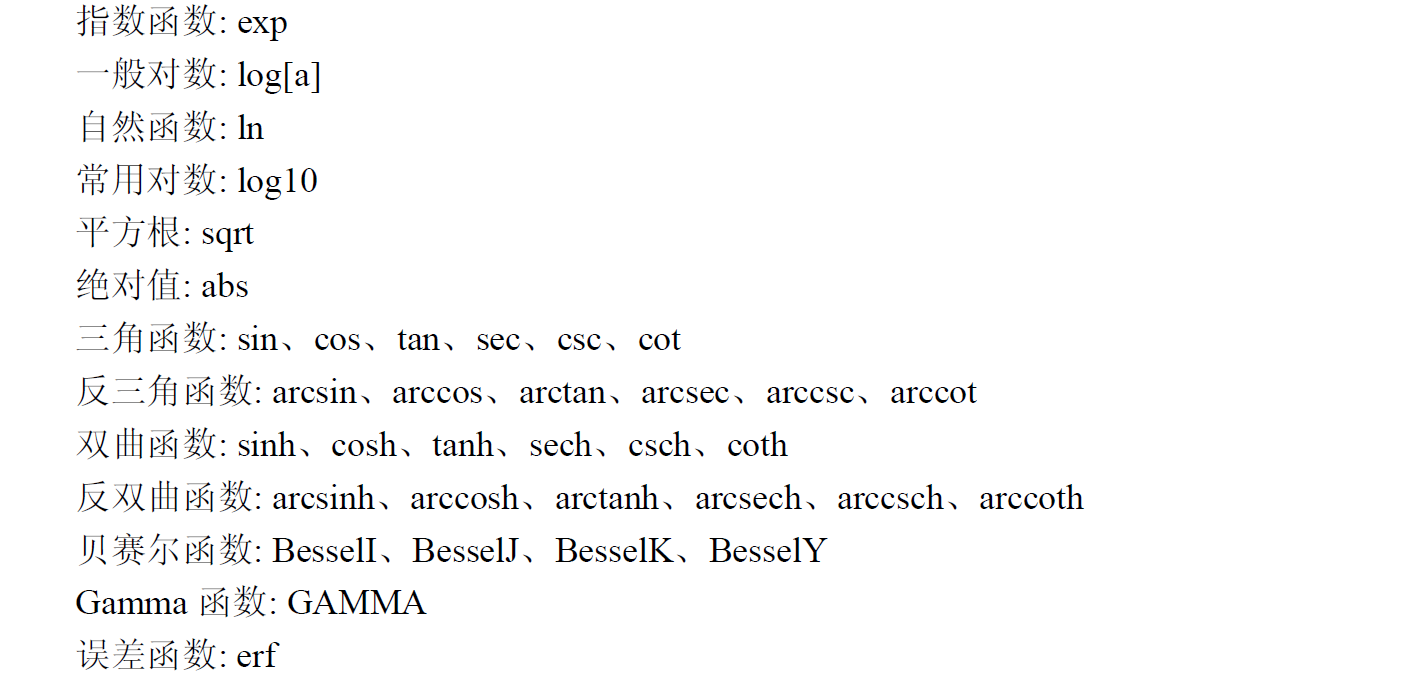 指数函数: exp
一般对数: log[a]
自然函数: ln
常用对数: log10
平方根: sqrt
绝对值: abs
三角函数: sin、cos、tan、sec、csc、cot
反三角函数: arcsin、arccos、arctan、arcsec、arccsc、arccot
双曲函数: sinh、cosh、tanh、sech、csch、coth
反双曲函数: arcsinh、arccosh、arctanh、arcsech、arccsch、arccoth
贝赛尔函数: BesselI、BesselJ、BesselK、BesselY
Gamma 函数: GAMMA
误差函数: erf